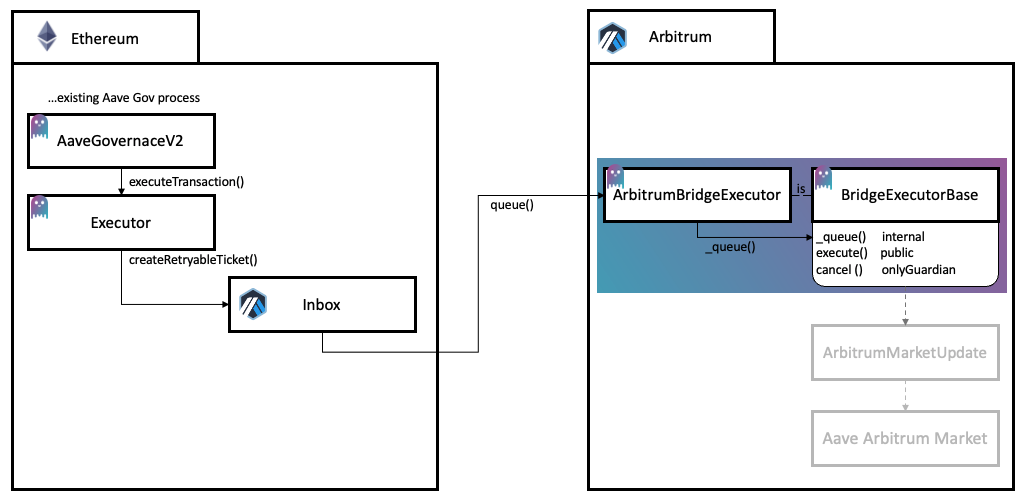 Ethereum
...existing Aave Gov process
AaveGovernaceV2
executeTransaction()
Executor
createRetryableTicket()
Inbox
queue()
Arbitrum
ArbitrumBridgeExecutor
is
BridgeExecutorBase
_queue()
_queue() internal
execute() public
cancel () onlyGuardian
ArbitrumMarketUpdate
Aave Arbitrum Market